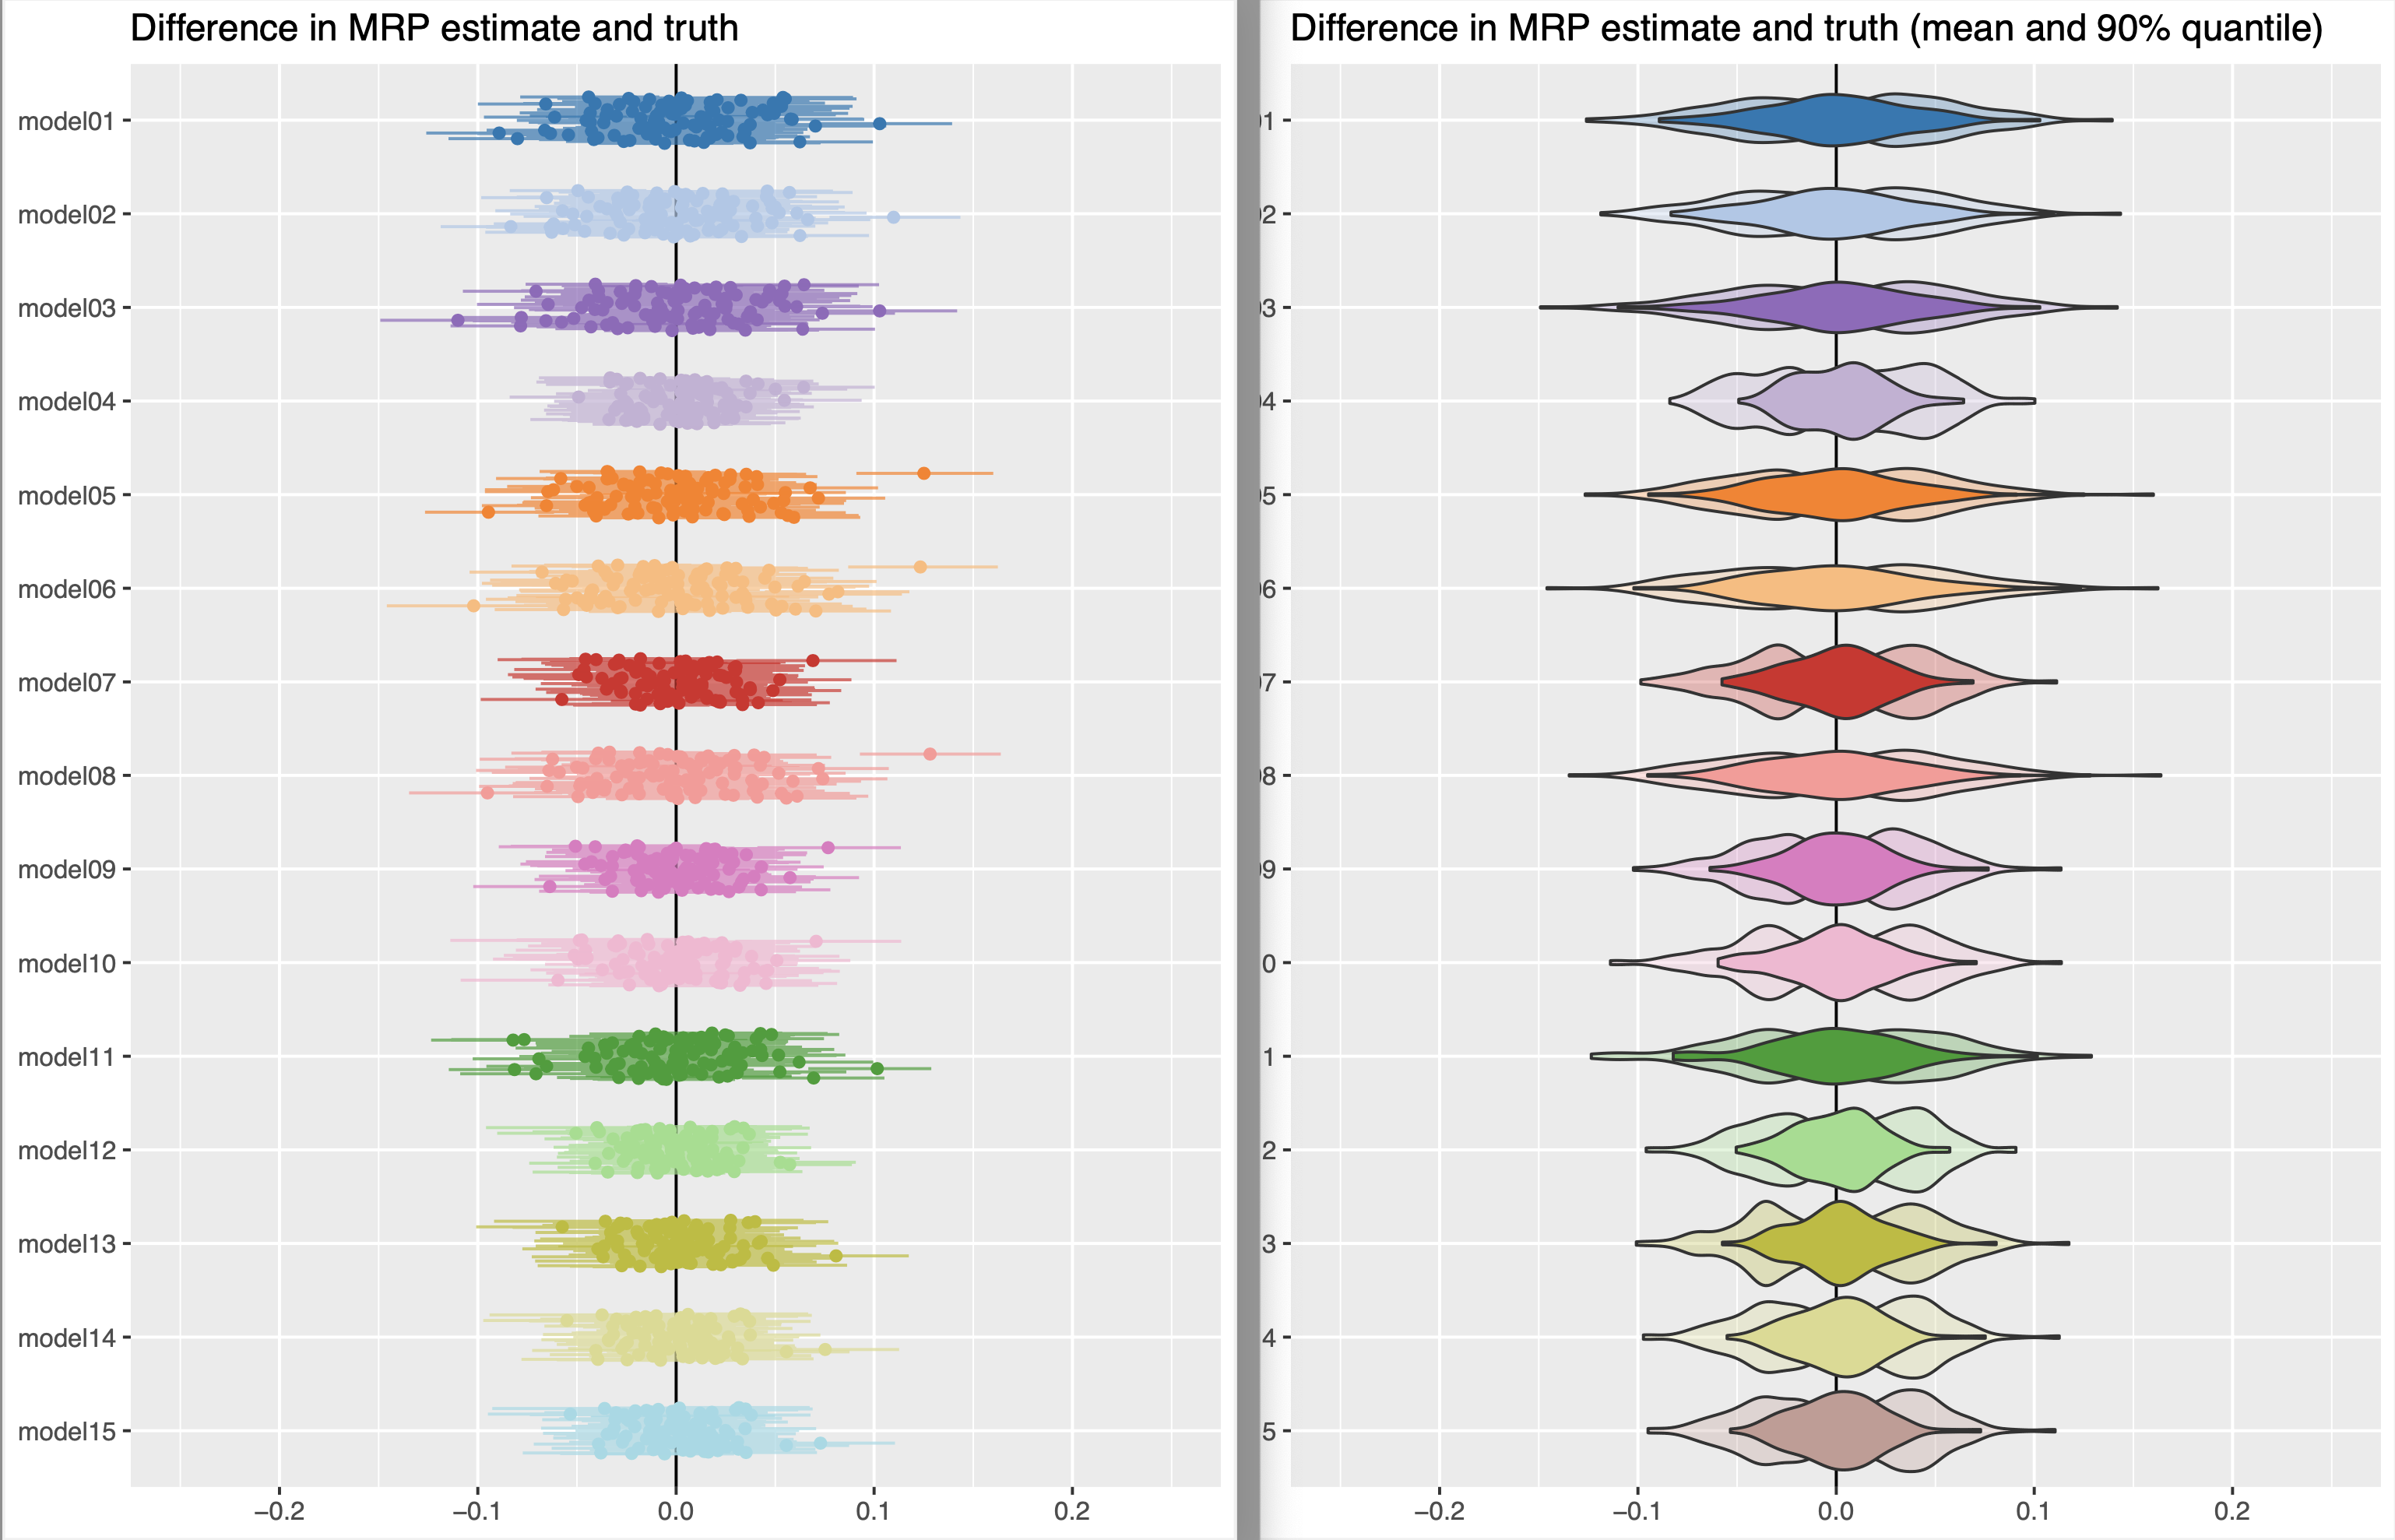 Difference in MRP estimate and truth
model01
model02
model03
model04
model05
model06
model07
model08
model09
model10
model11
model12
model13
model14
model15
−0.2 −0.1 0.0 0.1 0.2
Difference in MRP estimate and truth (mean and 90% quantile)
1
2
3
4
5
6
7
8
9
0
1
2
3
4
5
−0.2 −0.1 0.0 0.1 0.2